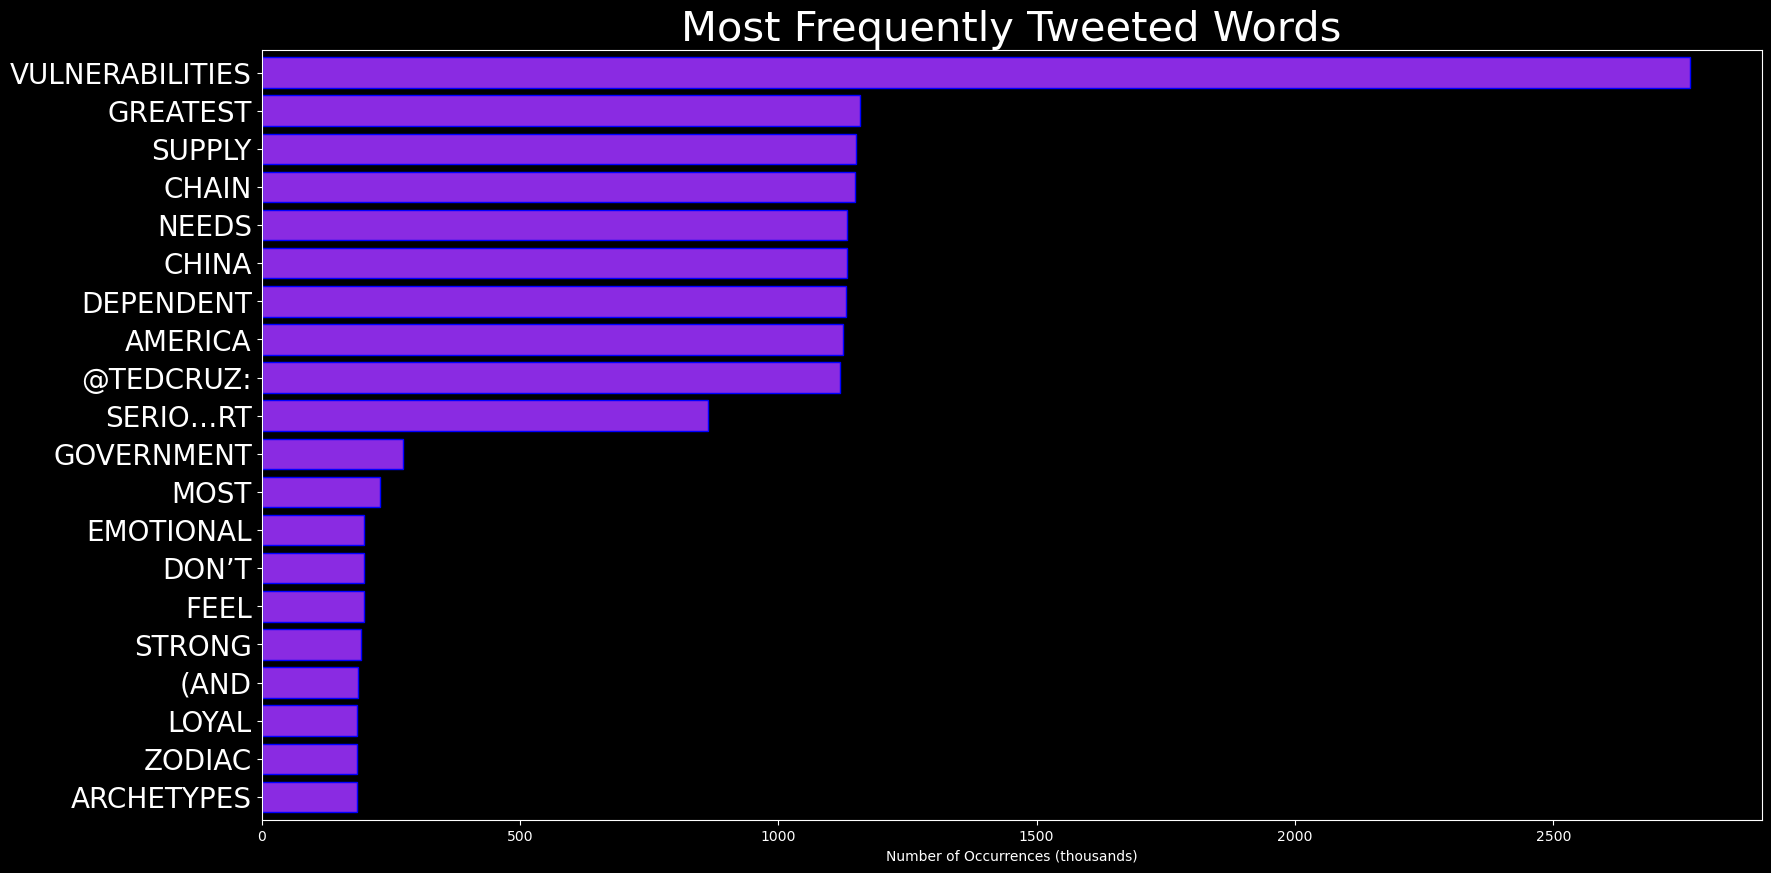 Most Frequently Tweeted Words
VULNERABILITIES
GREATEST
SUPPLY
CHAIN
NEEDS
CHINA
DEPENDENT
AMERICA
@TEDCRUZ:
SERIO…RT
GOVERNMENT
MOST
EMOTIONAL
DON’T
FEEL
STRONG
(AND
LOYAL
ZODIAC
ARCHETYPES
0 500 1000 1500 2000 2500
Number of Occurrences (thousands)